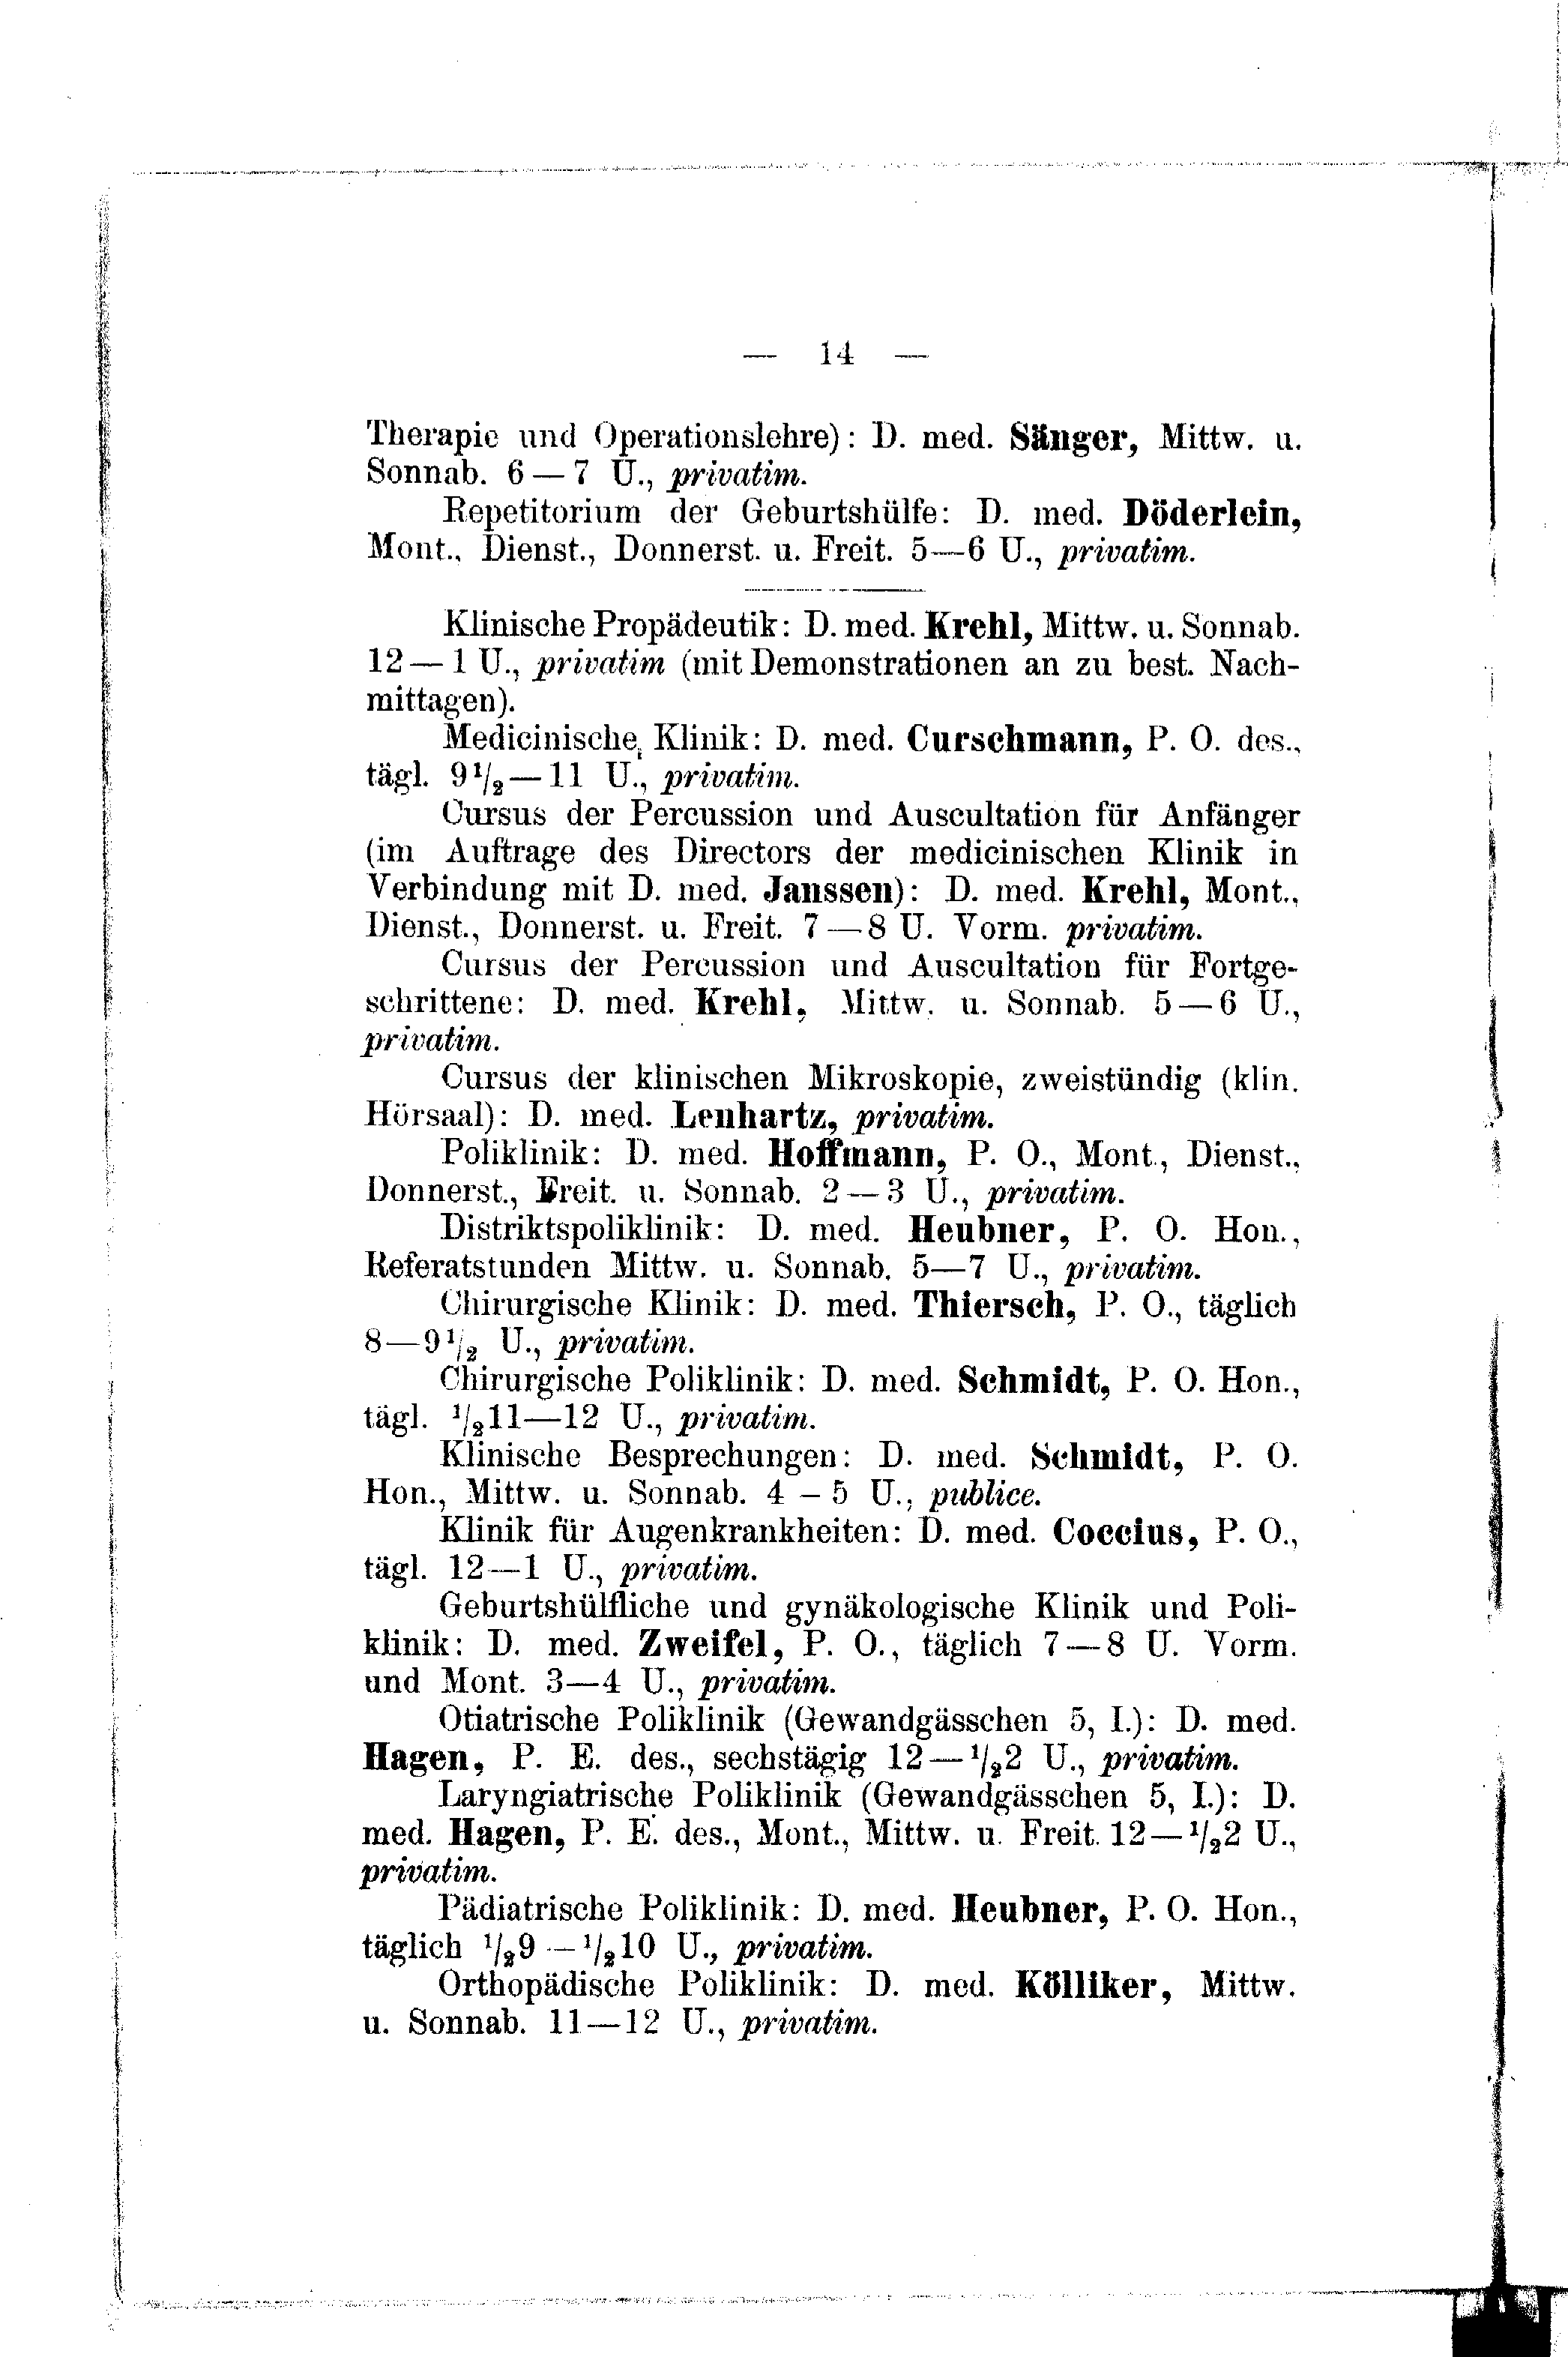 — 14 —
Therapie und Operationslehre): D. med. Sänger, Mittw. u.
Sonnab. 6—7 U., privatim.
Repetitorium der Geburtshülfe: D. med. Döderlein,
Mont., Dienst., Donnerst. u. Freit. 5—6 U., privatim.
Klinische Propädeutik: D. med. Krehl, Mittw. u. Sonnab.
12—1 U., privatim (mit Demonstrationen an zu best. Nach-
mittagen).
Medicinische Klinik: D. med. Curschmann, P. O. des.,
tägl. 9 1/2—11 U., privatim.
Cursus der Percussion und Auscultation für Anfänger
(im Auftrage des Directors der medicinischen Klinik in
Verbindung mit D. med. Janssen): D. med. Krehl, Mont.,
Dienst., Donnerst. u. Freit. 7—8 U. Vorm. privatim.
Cursus der Percussion und Auscultation für Fortge-
schrittene: D. med. Krehl, Mittw. u. Sonnab. 5—6 U.,
privatim.
Cursus der klinischen Mikroskopie, zweistündig (klin.
Hörsaal): D. med. Lenhartz, privatim.
Poliklinik: D. med. Hoffmann, P. O., Mont., Dienst.,
Donnerst., Freit. u. Sonnab. 2—3 U., privatim.
Distriktspoliklinik: D. med. Heubner, P. O. Hon.,
Referatstunden Mittw. u. Sonnab. 5—7 U., privatim.
Chirurgische Klinik: D. med. Thiersch, P. O., täglich
8—9 1/2 U., privatim.
Chirurgische Poliklinik: D. med. Schmidt, P. O. Hon.,
tägl. 1/2 11—12 U., privatim.
Klinische Besprechungen: D. med. Schmidt, P. O.
Hon., Mittw. u. Sonnab. 4–5 U., publice.
Klinik für Augenkrankheiten: D. med. Coccius, P. O.,
tägl. 12—1 U., privatim.
Geburtshülfliche und gynäkologische Klinik und Poli-
klinik: D. med. Zweifel, P. O., täglich 7—8 U. Vorm.
und Mont. 3—4 U., privatim.
Otiatrische Poliklinik (Gewandgässchen 5, I.): D. med.
Hagen, P. E. des., sechstägig 12—1/2 2 U., privatim.
Laryngiatrische Poliklinik (Gewandgässchen 5, I.): D.
med. Hagen, P. E. des., Mont., Mittw. u. Freit. 12—1/2 2 U.,
privatim.
Pädiatrische Poliklinik: D. med. Heubner, P. O. Hon.,
täglich 1/2 9—1/2 10 U., privatim.
Orthopädische Poliklinik: D. med. Kölliker, Mittw.
u. Sonnab. 11—12 U., privatim.